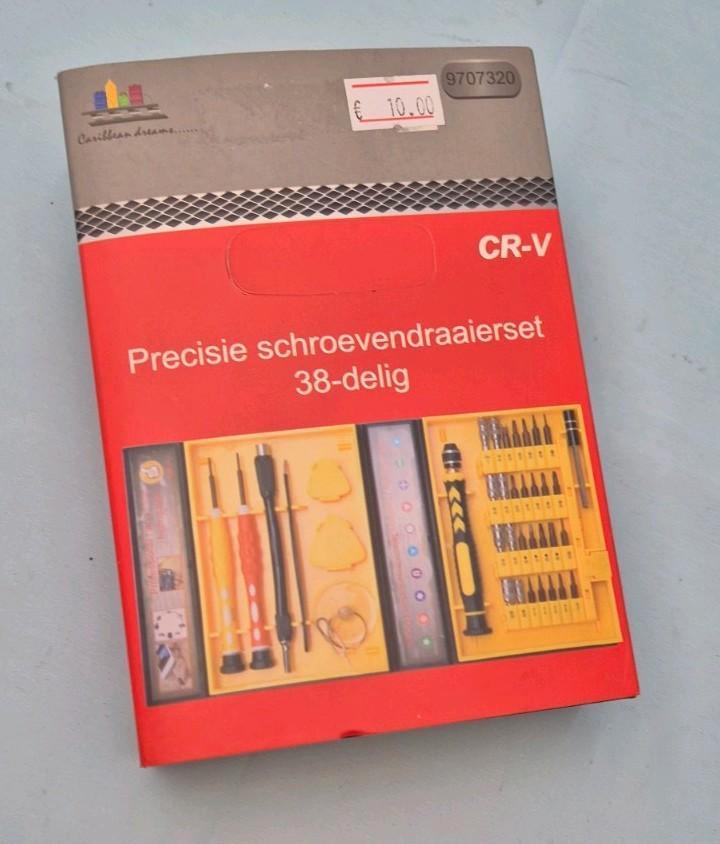 Caribbean dreams......
€ 10.00
9707320
CR-V
Precisie schroevendraaierset
38-delig